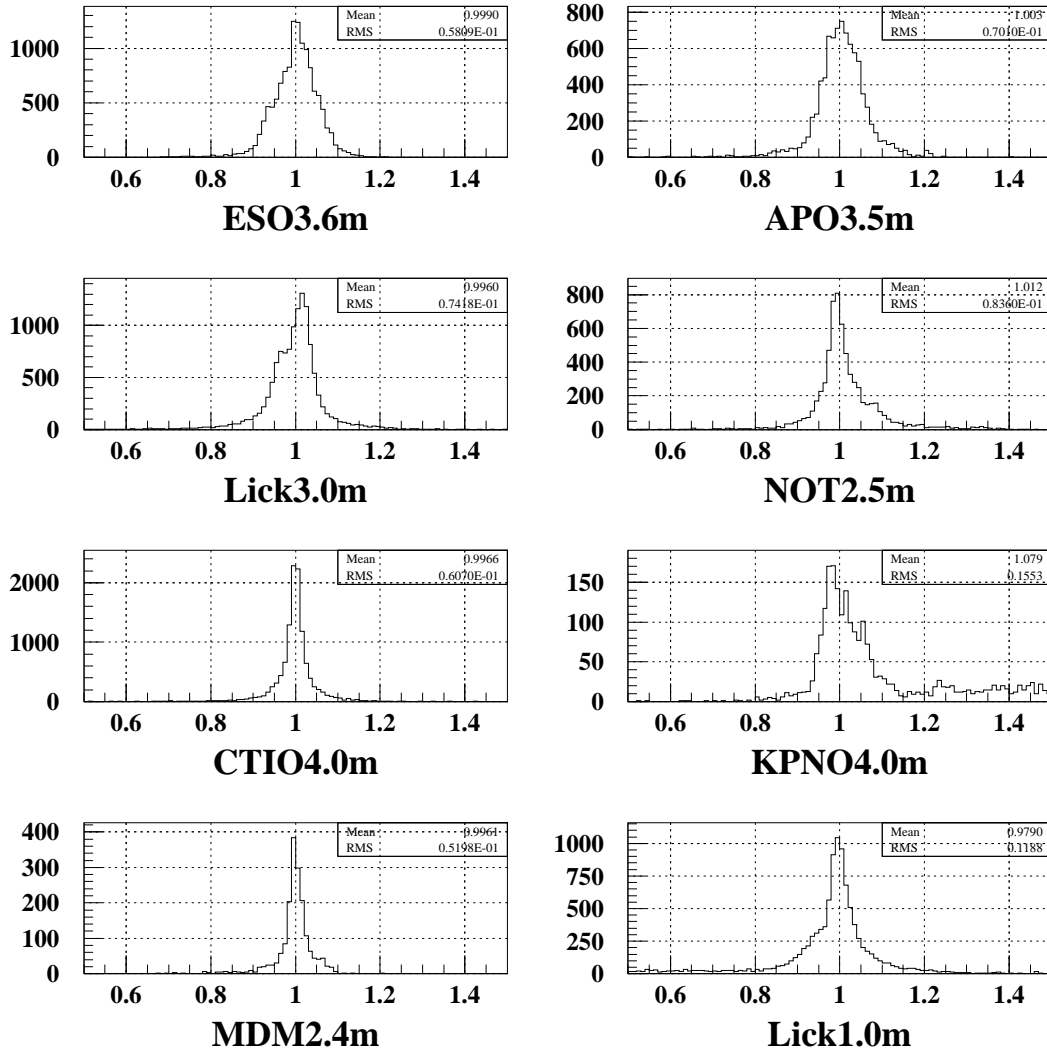 Mean 0.9990
RMS 0.5809E-01
1000
500
0
0.6 0.8 1 1.2 1.4
ESO3.6m
Mean 1.003
RMS 0.7010E-01
800
600
400
200
0
0.6 0.8 1 1.2 1.4
APO3.5m
Mean 0.9960
RMS 0.7418E-01
1000
500
0
0.6 0.8 1 1.2 1.4
Lick3.0m
Mean 1.012
RMS 0.8360E-01
800
600
400
200
0
0.6 0.8 1 1.2 1.4
NOT2.5m
Mean 0.9966
RMS 0.6070E-01
2000
1000
0
0.6 0.8 1 1.2 1.4
CTIO4.0m
Mean 1.079
RMS 0.1553
150
100
50
0
0.6 0.8 1 1.2 1.4
KPNO4.0m
Mean 0.9961
RMS 0.5198E-01
400
300
200
100
0
0.6 0.8 1 1.2 1.4
MDM2.4m
Mean 0.9790
RMS 0.1188
1000
750
500
250
0
0.6 0.8 1 1.2 1.4
Lick1.0m